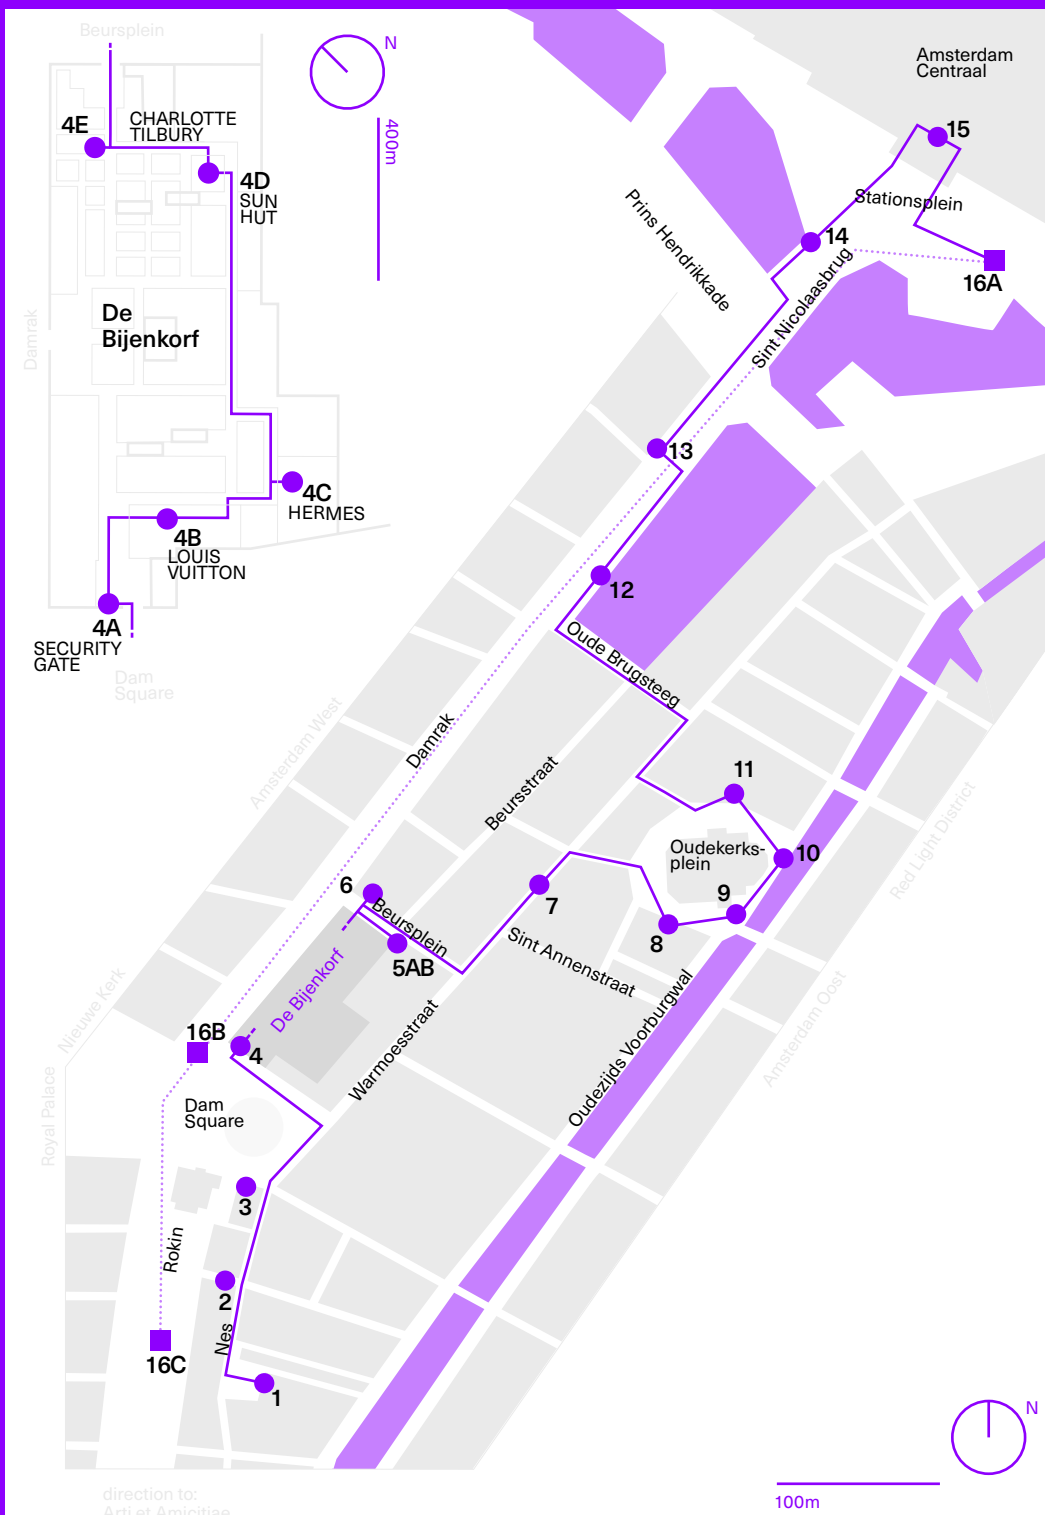 Beursplein
N
Amsterdam
Centraal
4E
CHARLOTTE
TILBURY
400m
15
4D
SUN
HUT
Prins Hendrikkade
Stationsplein
14
16A
Sint Nicolaasbrug
De
Bijenkorf
Damrak
13
4C
HERMES
4B
LOUIS
VUITTON
12
4A
SECURITY
GATE
Dam
Square
Oude Brugsteeg
Amsterdam West
Damrak
Beursstraat
11
Red Light District
Oudekerks-
plein
10
6
Beursplein
7
9
8
5AB
Sint Annenstraat
De Bijenkorf
Nieuwe Kerk
Warmoesstraat
Oudezijds Voorburgwal
Amsterdam Oost
16B
4
Royal Palace
Dam
Square
3
Rokin
2
Nes
16C
1
N
100m
direction to:
Arti et Amicitiae